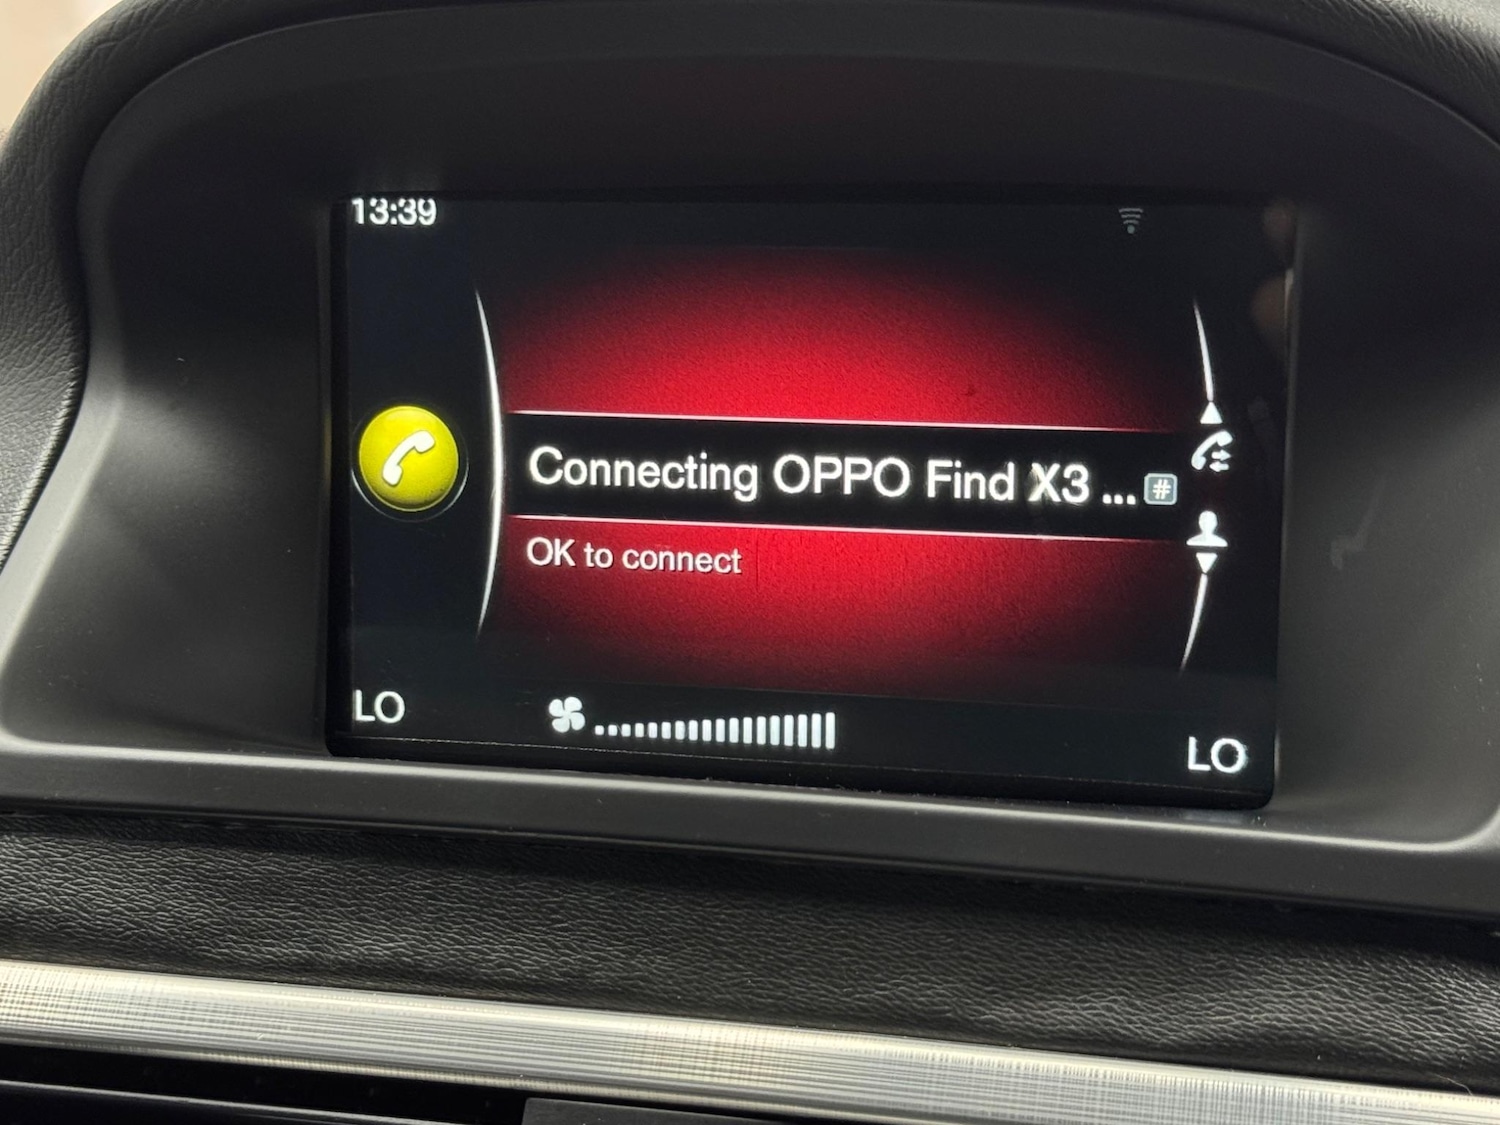 13:39
Connecting OPPO Find X3 ... #
OK to connect
LO
LO